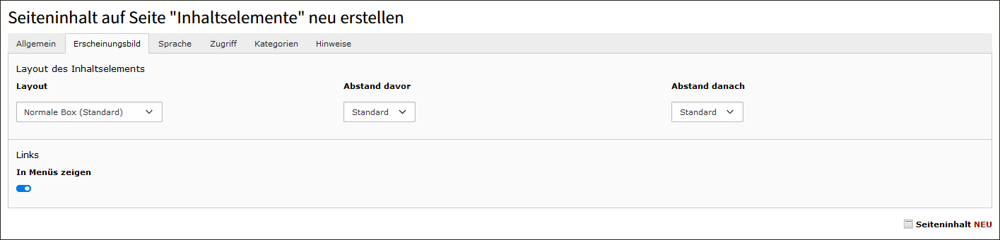 Seiteninhalt auf Seite "Inhaltselemente" neu erstellen
Allgemein Erscheinungsbild Sprache Zugriff Kategorien Hinweise
Layout des Inhaltselements
Layout Abstand davor Abstand danach
Normale Box (Standard) Standard Standard
Links
In Menüs zeigen
Seiteninhalt NEU